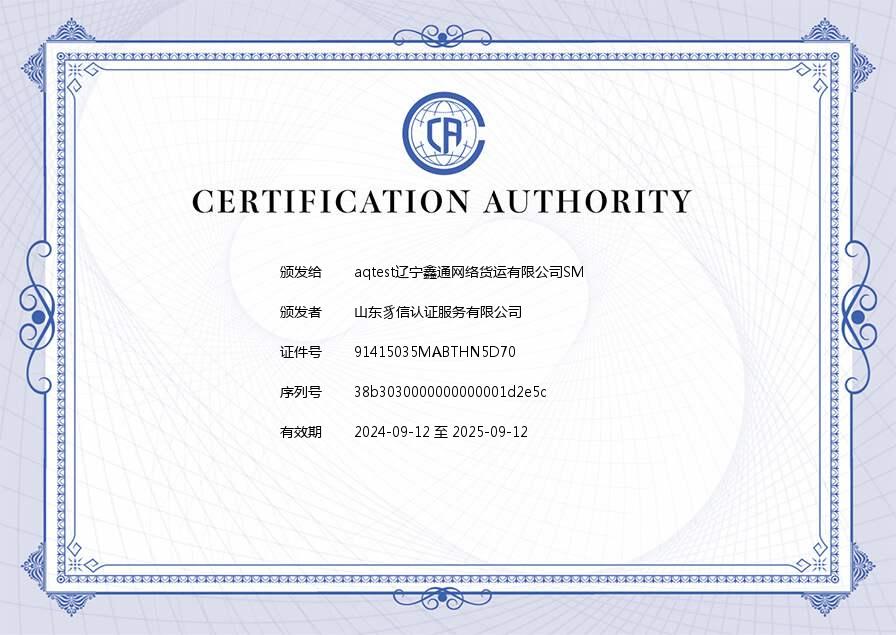 CA
CERTIFICATION AUTHORITY
颁发给 aqtest辽宁鑫通网络货运有限公司SM
颁发者 山东豸信认证服务有限公司
证件号 91415035MABTHN5D70
序列号 38b3030000000000001d2e5c
有效期 2024-09-12 至 2025-09-12